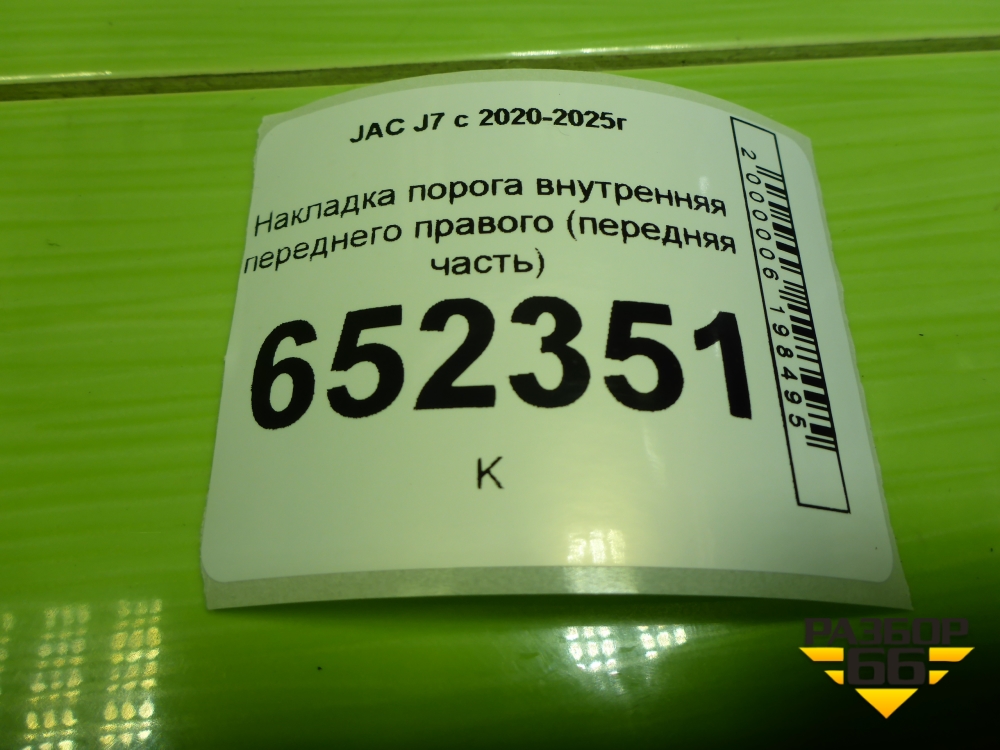 JAC J7 с 2020-2025г
Накладка порога внутренняя
переднего правого (передняя
часть)
652351
К
2000006198495
РАЗБОР
66